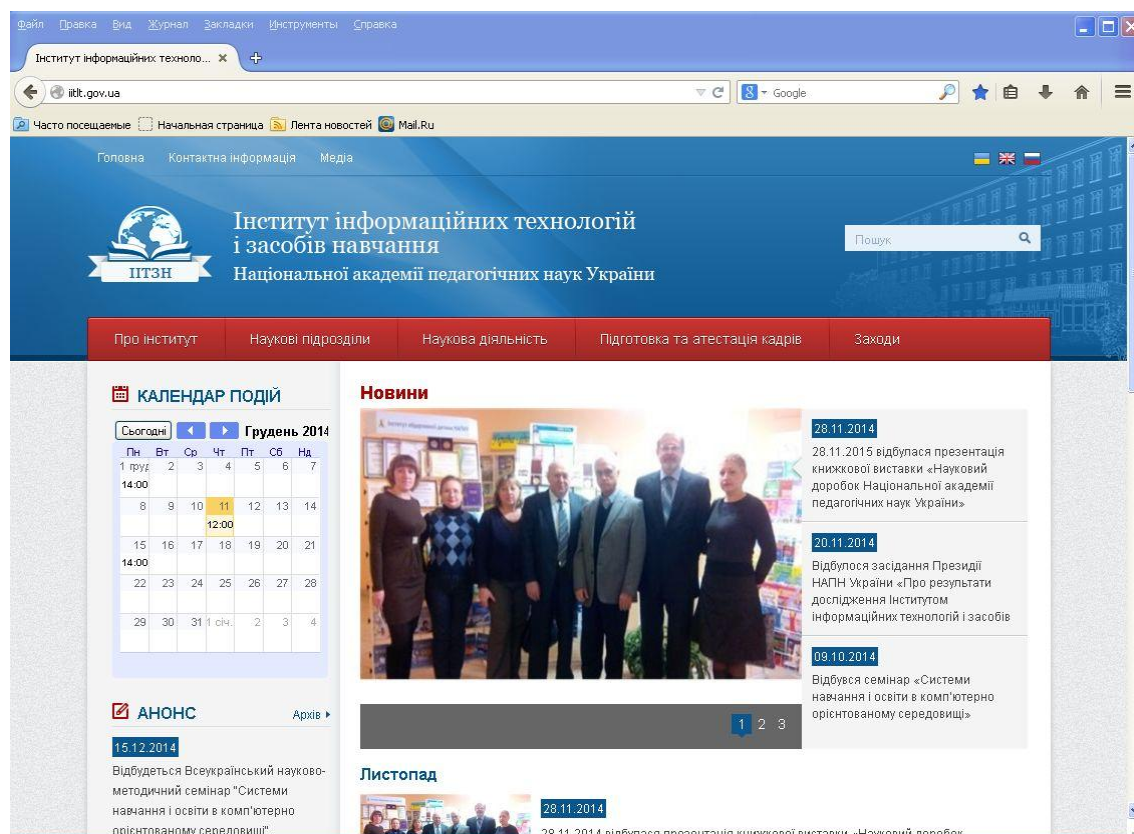 Файл Правка Вид Журнал Закладки Инструменты Справка
Інститут інформаційних техноло...
iitlt.gov.ua
Google
Часто посещаемые Начальная страница Лента новостей Mail.Ru
Головна Контактна інформація Медіа
Інститут інформаційних технологій
і засобів навчання
Національної академії педагогічних наук України
ІІТЗН
Пошук
Про інститут Наукові підрозділи Наукова діяльність Підготовка та атестація кадрів Заходи
КАЛЕНДАР ПОДІЙ
Сьогодні Грудень 2014
Пн Вт Ср Чт Пт Сб Нд
1 груд 2 3 4 5 6 7
14:00
8 9 10 11 12 13 14
12:00
15 16 17 18 19 20 21
14:00
22 23 24 25 26 27 28
29 30 31 1 січ. 2 3 4
АНОНС Архів
15.12.2014
Відбудеться Всеукраїнський науково-
методичний семінар "Системи
навчання і освіти в комп'ютерно
орієнтованому середовищі"
Новини
28.11.2014
28.11.2015 відбулася презентація
книжкової виставки «Науковий
доробок Національної академії
педагогічних наук України»
20.11.2014
Відбулося засідання Президії
НАПН України «Про результати
дослідження Інститутом
інформаційних технологій і засобів
09.10.2014
Відбувся семінар «Системи
навчання і освіти в комп'ютерно
орієнтованому середовищі»
1 2 3
Листопад
28.11.2014
28.11.2014 відбулася презентація книжкової виставки «Науковий доробок